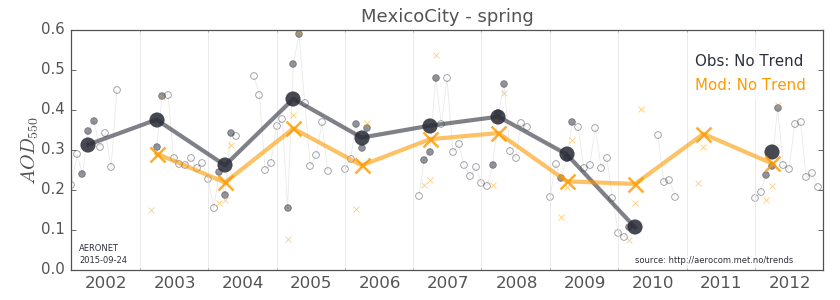 MexicoCity - spring
0.6
0.5
0.4
0.3
0.2
0.1
0.0
AOD550
Obs: No Trend
Mod: No Trend
AERONET
2015-09-24
source: http://aerocom.met.no/trends
2002 2003 2004 2005 2006 2007 2008 2009 2010 2011 2012